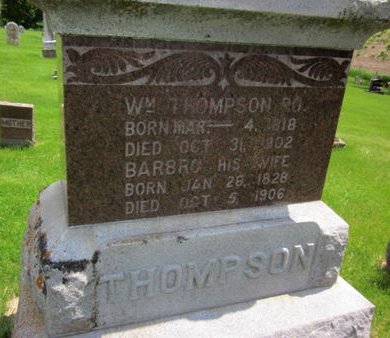 WM THOMPSON RO.
BORN MAR. 4. 1818
DIED OCT 31. 1902
BARBRO HIS WIFE
BORN JAN 28. 1828
DIED OCT 5. 1906
THOMPSON